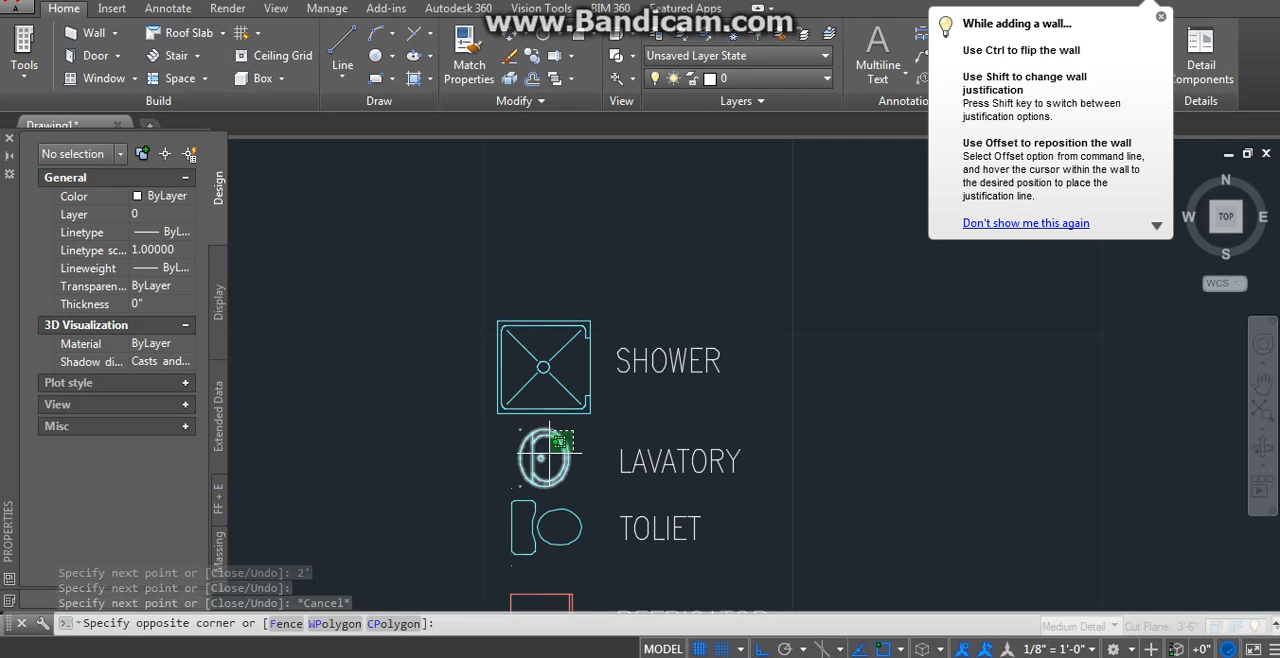 Home Insert Annotate Render View Manage Add-ins Autodesk 360 Vision Tools BIM 360 Featured Apps
www.Bandicam.com
Tools
Wall
Door
Window
Roof Slab
Stair
Space
Ceiling Grid
Box
Build
Line
Draw
Match
Properties
Modify
View
Unsaved Layer State
0
Layers
Multiline
Text
Annotation
Detail
Components
Details
While adding a wall...
Use Ctrl to flip the wall
Use Shift to change wall
justification
Press Shift key to switch between
justification options.
Use Offset to reposition the wall
Select Offset option from command line,
and hover the cursor within the wall to
the desired position to place the
justification line.
Don't show me this again
Drawing1*
No selection
General
Color ByLayer
Layer 0
Linetype ByL...
Linetype sc... 1.00000
Lineweight ByL...
Transparen... ByLayer
Thickness 0"
3D Visualization
Material ByLayer
Shadow di... Casts and...
Plot style
View
Misc
Design
Display
Extended Data
FF + E
Massing
PROPERTIES
N
W TOP E
S
WCS
SHOWER
LAVATORY
TOLIET
Specify next point or [Close/Undo]: 2'
Specify next point or [Close/Undo]:
Specify next point or [Close/Undo]: *Cancel*
Specify opposite corner or [Fence WPolygon CPolygon]:
Medium Detail Cut Plane: 3'-6"
MODEL 1/8" = 1'-0" +0"